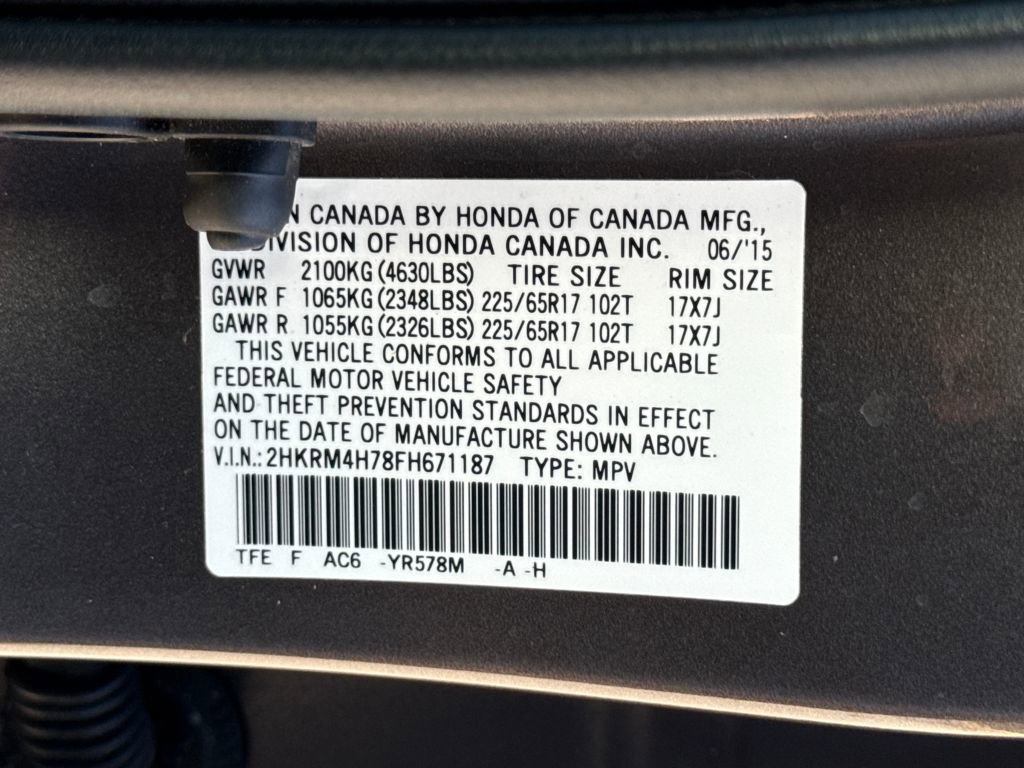 N CANADA BY HONDA OF CANADA MFG.,
DIVISION OF HONDA CANADA INC. 06/'15
GVWR 2100KG (4630LBS) TIRE SIZE RIM SIZE
GAWR F 1065KG (2348LBS) 225/65R17 102T 17X7J
GAWR R 1055KG (2326LBS) 225/65R17 102T 17X7J
THIS VEHICLE CONFORMS TO ALL APPLICABLE
FEDERAL MOTOR VEHICLE SAFETY
AND THEFT PREVENTION STANDARDS IN EFFECT
ON THE DATE OF MANUFACTURE SHOWN ABOVE.
V.I.N.: 2HKRM4H78FH671187 TYPE: MPV
TFE F AC6 -YR578M -A -H